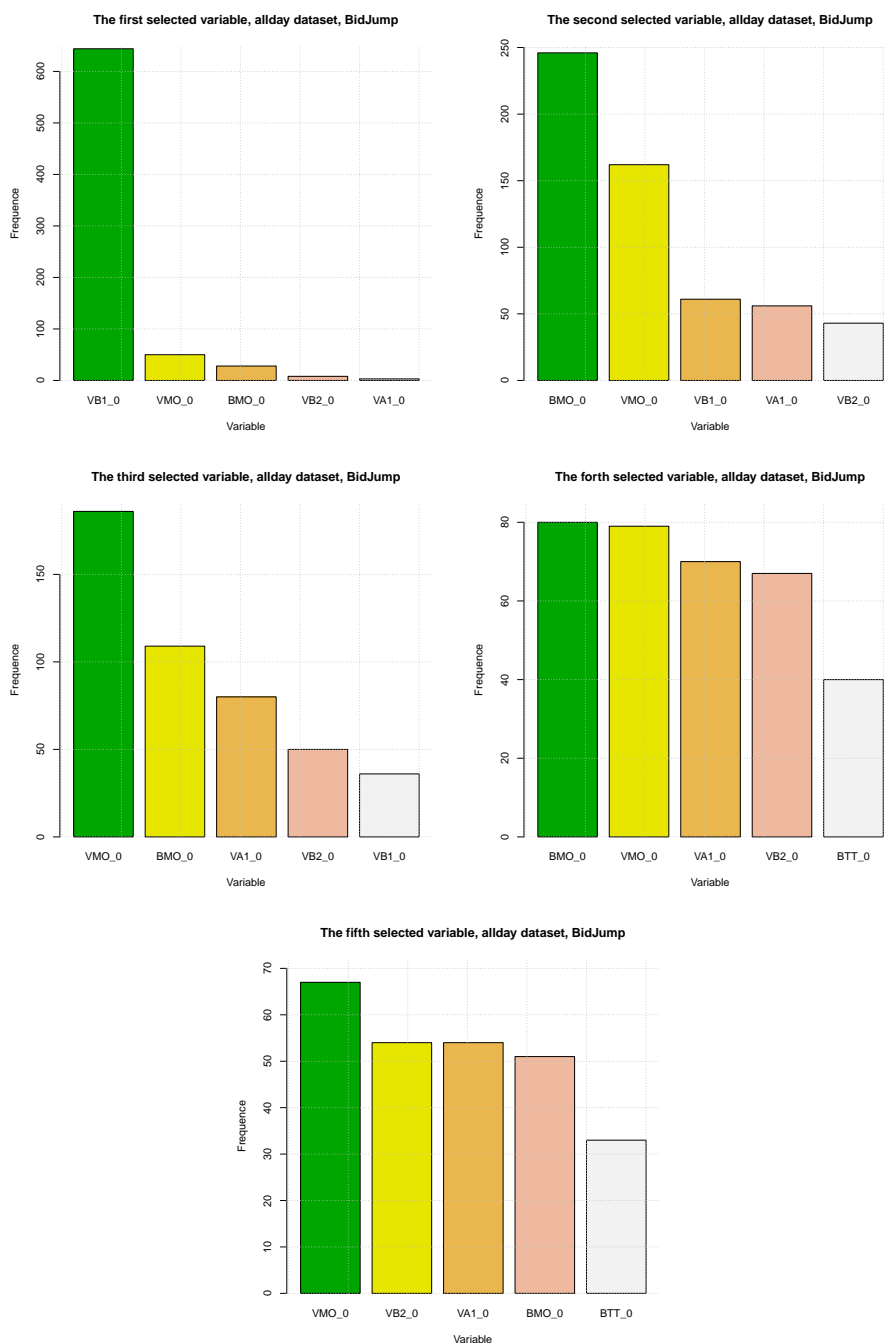 The first selected variable, allday dataset, BidJump
Frequence
0 100 200 300 400 500 600
VB1_0 VMO_0 BMO_0 VB2_0 VA1_0
Variable
The second selected variable, allday dataset, BidJump
Frequence
0 50 100 150 200 250
BMO_0 VMO_0 VB1_0 VA1_0 VB2_0
Variable
The third selected variable, allday dataset, BidJump
Frequence
0 50 100 150
VMO_0 BMO_0 VA1_0 VB2_0 VB1_0
Variable
The forth selected variable, allday dataset, BidJump
Frequence
0 20 40 60 80
BMO_0 VMO_0 VA1_0 VB2_0 BTT_0
Variable
The fifth selected variable, allday dataset, BidJump
Frequence
0 10 20 30 40 50 60 70
VMO_0 VB2_0 VA1_0 BMO_0 BTT_0
Variable